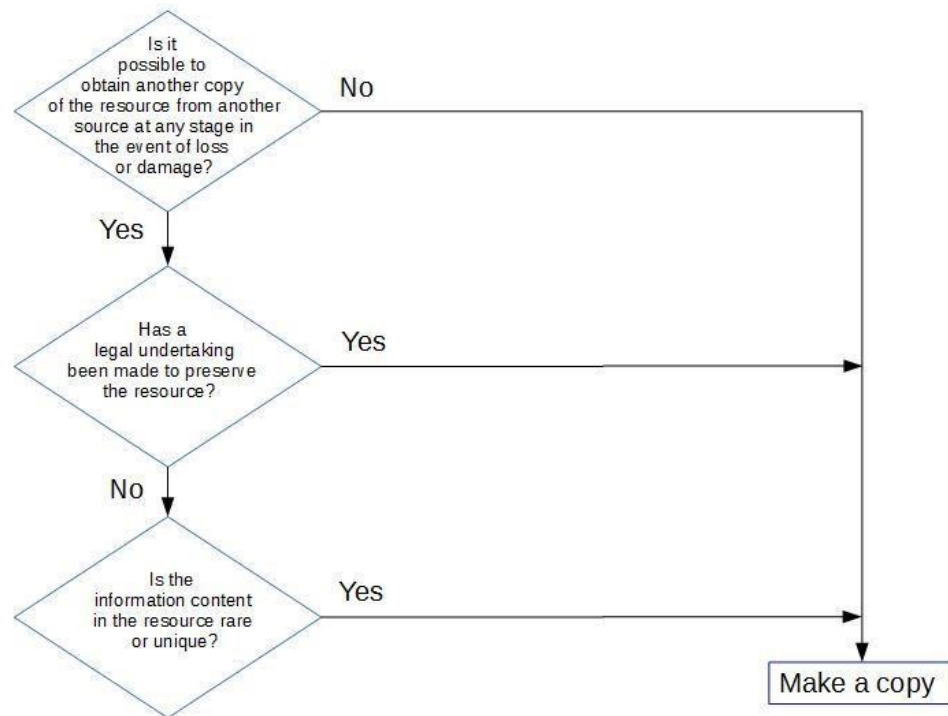 Is it
possible to
obtain another copy
of the resource from another
source at any stage in
the event of loss
or damage?
No
Yes
Has a
legal undertaking
been made to preserve
the resource?
Yes
No
Is the
information content
in the resource rare
or unique?
Yes
Make a copy